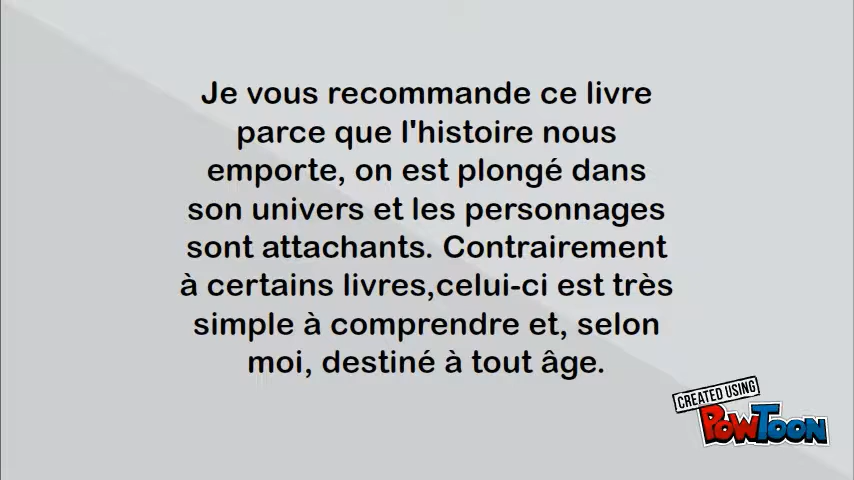 Je vous recommande ce livre
parce que l'histoire nous
emporte, on est plongé dans
son univers et les personnages
sont attachants. Contrairement
à certains livres,celui-ci est très
simple à comprendre et, selon
moi, destiné à tout âge.
CREATED USING
POWTOON